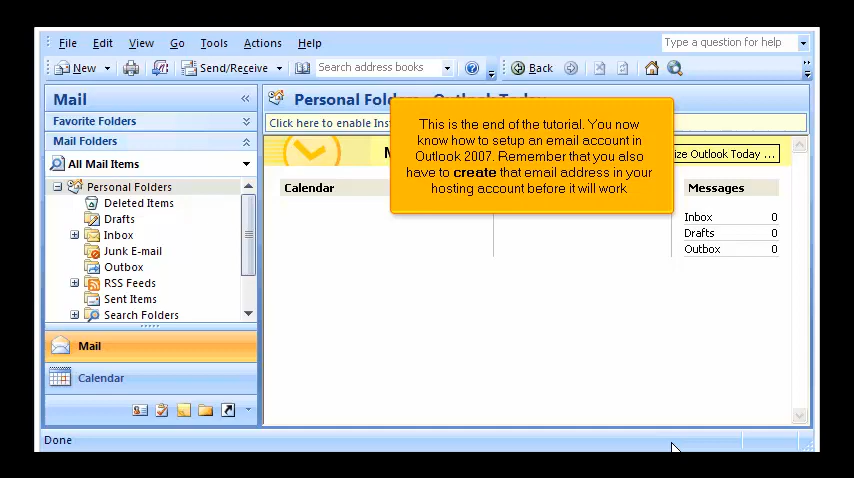 File Edit View Go Tools Actions Help Type a question for help
New Send/Receive Search address books Back
Mail «
Favorite Folders
Mail Folders
All Mail Items
Personal Folders
Deleted Items
Drafts
Inbox
Junk E-mail
Outbox
RSS Feeds
Sent Items
Search Folders
Mail
Calendar
Personal Outlook Today
Click here to enable
ize Outlook Today ...
Calendar
Messages
Inbox 0
Drafts 0
Outbox 0
This is the end of the tutorial. You now
know how to setup an email account in
Outlook 2007. Remember that you also
have to create that email address in your
hosting account before it will work
Done